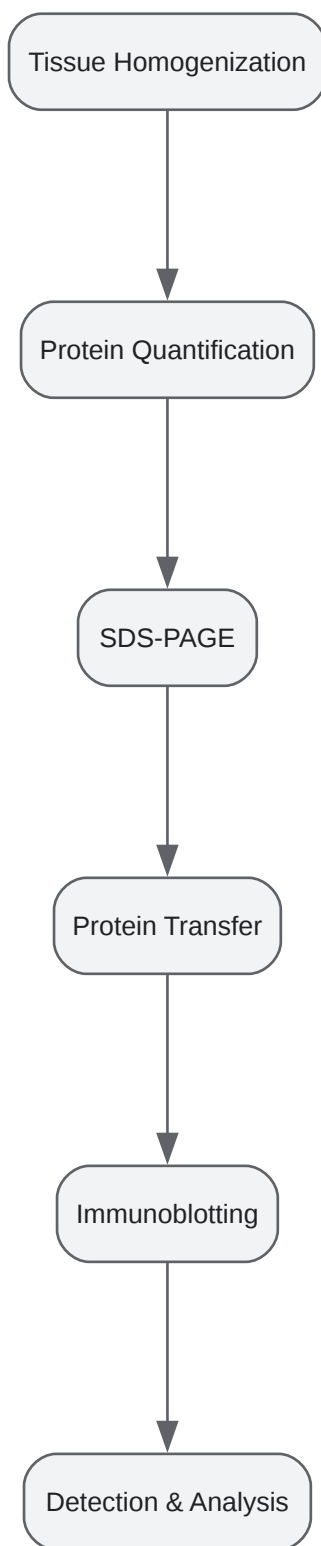 Tissue Homogenization
Protein Quantification
SDS-PAGE
Protein Transfer
Immunoblotting
Detection & Analysis